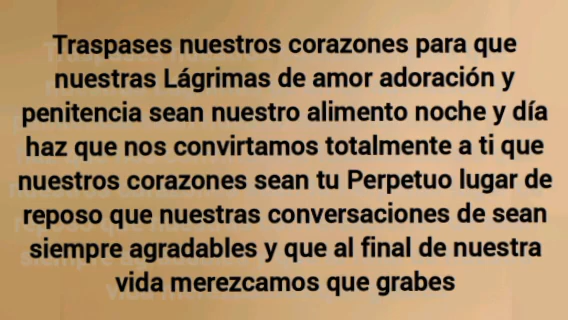 Traspases nuestros corazones para que
nuestras Lágrimas de amor adoración y
penitencia sean nuestro alimento noche y día
haz que nos convirtamos totalmente a ti que
nuestros corazones sean tu Perpetuo lugar de
reposo que nuestras conversaciones de sean
siempre agradables y que al final de nuestra
vida merezcamos que grabes